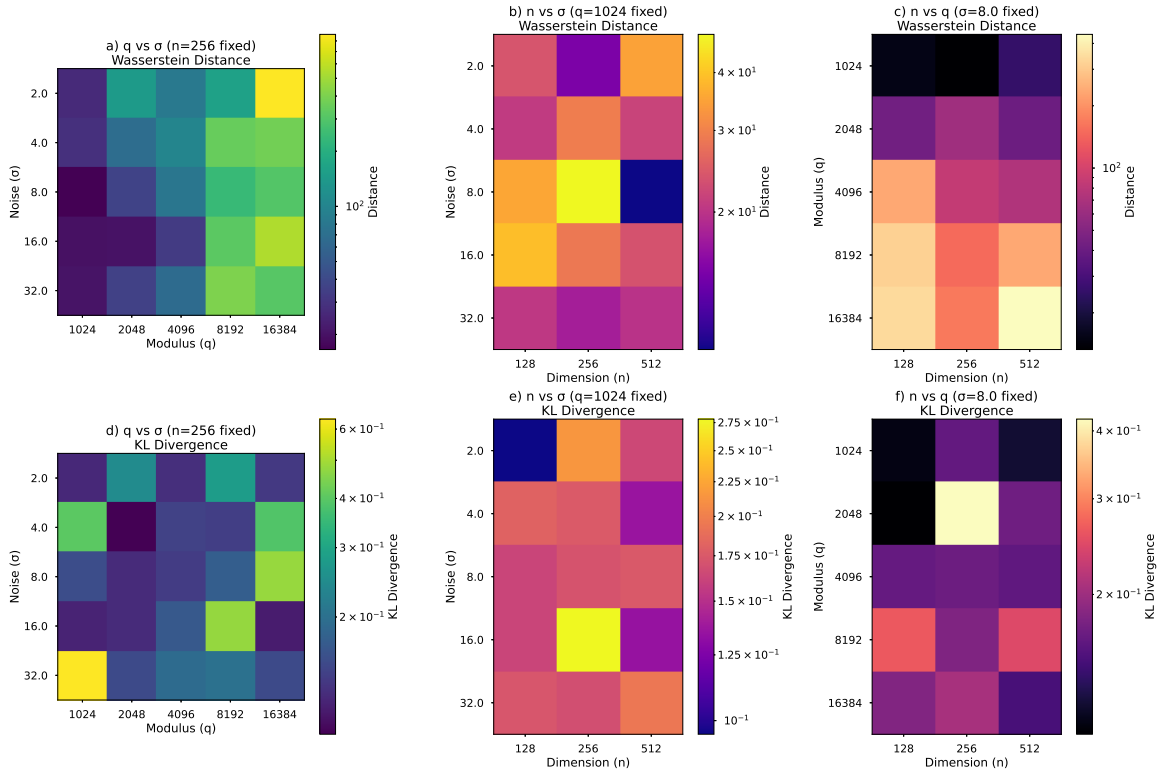 a) q vs σ (n=256 fixed)
Wasserstein Distance
2.0
4.0
8.0
16.0
32.0
Noise (σ)
1024 2048 4096 8192 16384
Modulus (q)
10²
Distance
b) n vs σ (q=1024 fixed)
Wasserstein Distance
2.0
4.0
8.0
16.0
32.0
Noise (σ)
128 256 512
Dimension (n)
4 × 10¹
3 × 10¹
2 × 10¹
Distance
c) n vs q (σ=8.0 fixed)
Wasserstein Distance
1024
2048
4096
8192
16384
Modulus (q)
128 256 512
Dimension (n)
10²
Distance
d) q vs σ (n=256 fixed)
KL Divergence
2.0
4.0
8.0
16.0
32.0
Noise (σ)
1024 2048 4096 8192 16384
Modulus (q)
6 × 10⁻¹
4 × 10⁻¹
3 × 10⁻¹
2 × 10⁻¹
KL Divergence
e) n vs σ (q=1024 fixed)
KL Divergence
2.0
4.0
8.0
16.0
32.0
Noise (σ)
128 256 512
Dimension (n)
2.75 × 10⁻¹
2.5 × 10⁻¹
2.25 × 10⁻¹
2 × 10⁻¹
1.75 × 10⁻¹
1.5 × 10⁻¹
1.25 × 10⁻¹
10⁻¹
KL Divergence
f) n vs q (σ=8.0 fixed)
KL Divergence
1024
2048
4096
8192
16384
Modulus (q)
128 256 512
Dimension (n)
4 × 10⁻¹
3 × 10⁻¹
2 × 10⁻¹
KL Divergence